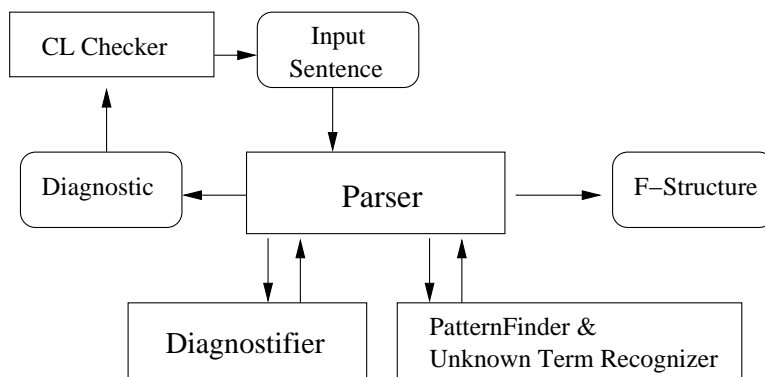 CL Checker
Input
Sentence
Diagnostic
Parser
F−Structure
Diagnostifier
PatternFinder &
Unknown Term Recognizer